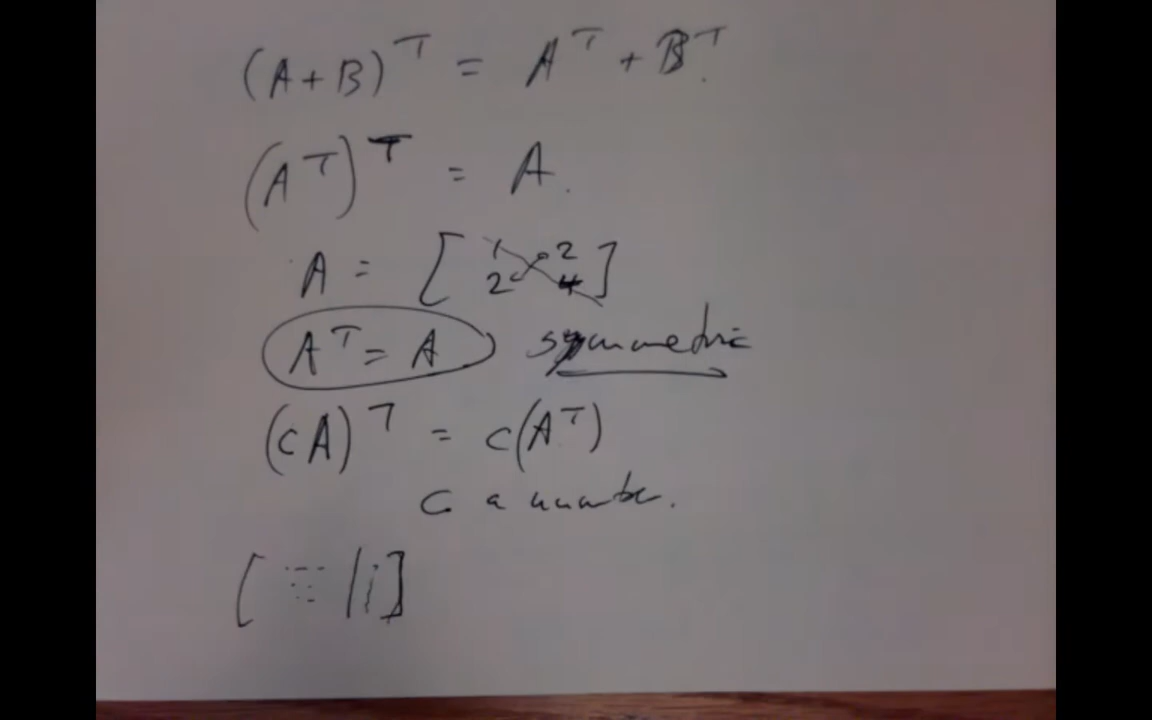 (A+B)ᵀ = Aᵀ + Bᵀ.
(Aᵀ)ᵀ = A.
A = [1 2
2 4]
Aᵀ = A symmetric
(cA)ᵀ = c(Aᵀ)
c a number.
[ | ]